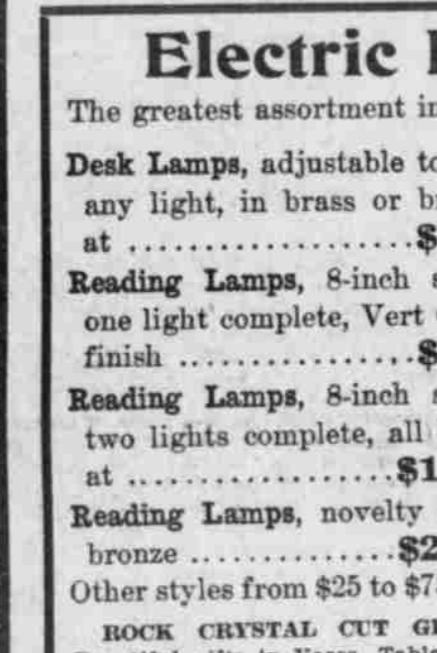 Electric
The greatest assortment in
Desk Lamps, adjustable to
any light, in brass or
at ...................$
Reading Lamps, 8-inch
one light complete, Vert
finish ................$
Reading Lamps, 8-inch
two lights complete, all
at ..................$1
Reading Lamps, novelty
bronze ..............$2
Other styles from $25 to
ROCK CRYSTAL CUT